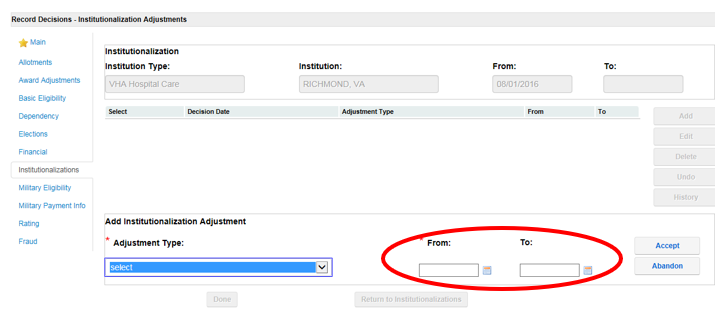 Record Decisions - Institutionalization Adjustments
Main
Allotments
Award Adjustments
Basic Eligibility
Dependency
Elections
Financial
Institutionalizations
Military Eligibility
Military Payment Info
Rating
Fraud
Institutionalization
Institution Type: Institution: From: To:
VHA Hospital Care RICHMOND, VA 08/01/2016
Select Decision Date Adjustment Type From To
Add
Edit
Delete
Undo
History
Add Institutionalization Adjustment
* Adjustment Type: * From: To:
select
Accept
Abandon
Done Return to Institutionalizations